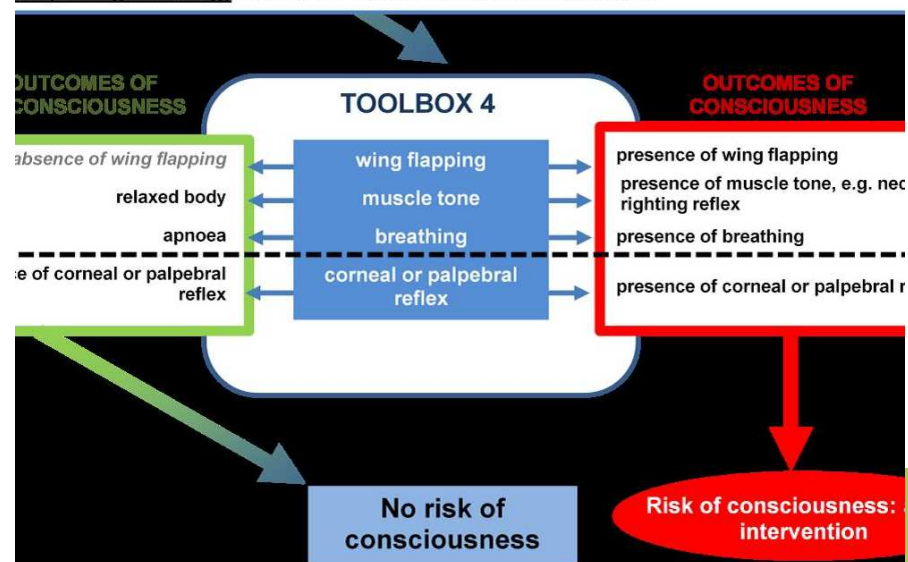 OUTCOMES OF
CONSCIOUSNESS
TOOLBOX 4
OUTCOMES OF
CONSCIOUSNESS
absence of wing flapping
wing flapping
presence of wing flapping
relaxed body
muscle tone
presence of muscle tone, e.g.
righting reflex
apnoea
breathing
presence of breathing
of corneal or palpebral
reflex
corneal or palpebral
reflex
presence of corneal or palpebral
No risk of
consciousness
Risk of consciousness:
intervention